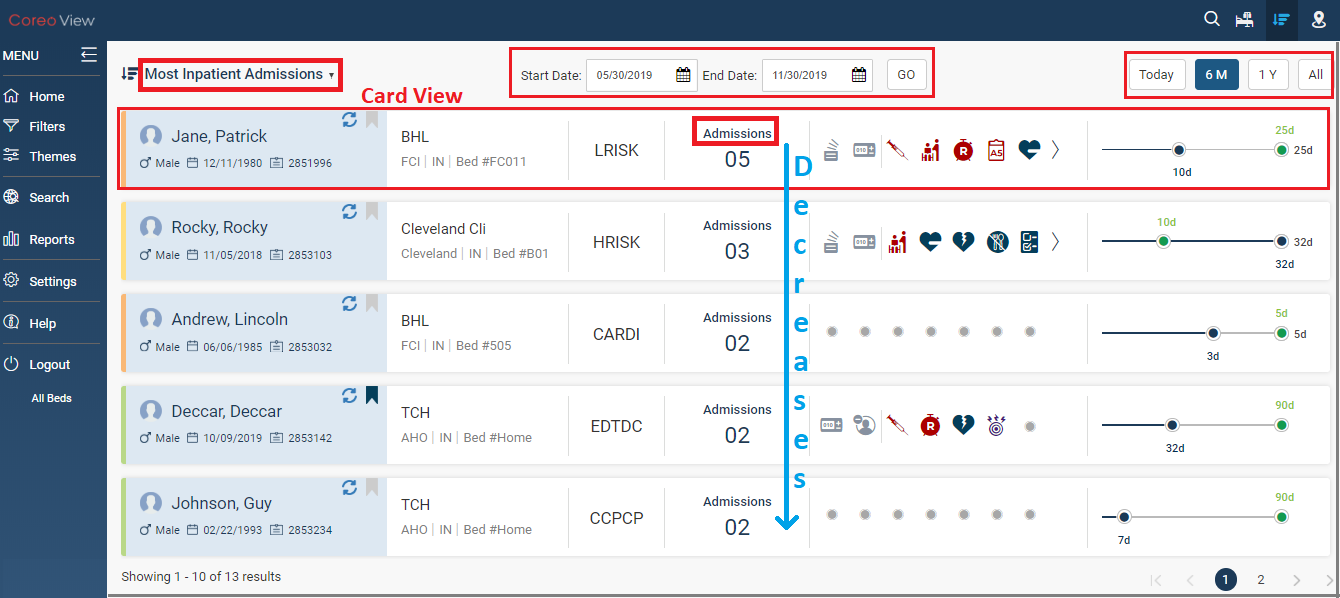 Coreo View
MENU
Home
Filters
Themes
Search
Reports
Settings
Help
Logout
All Beds
Most Inpatient Admissions
Start Date: 05/30/2019 End Date: 11/30/2019 GO
Today 6 M 1 Y All
Card View
Jane, Patrick
Male 12/11/1980 2851996
BHL
FCI | IN | Bed #FC011
LRISK
Admissions
05
010
R
A5
25d
25d
10d
Rocky, Rocky
Male 11/05/2018 2853103
Cleveland Cli
Cleveland | IN | Bed #B01
HRISK
Admissions
03
010
10d
32d
32d
Andrew, Lincoln
Male 06/06/1985 2853032
BHL
FCI | IN | Bed #505
CARDI
Admissions
02
5d
5d
3d
Deccar, Deccar
Male 10/09/2019 2853142
TCH
AHO | IN | Bed #Home
EDTDC
Admissions
02
010
R
90d
32d
Johnson, Guy
Male 02/22/1993 2853234
TCH
AHO | IN | Bed #Home
CCPCP
Admissions
02
90d
7d
Decreases
Showing 1 - 10 of 13 results
1 2